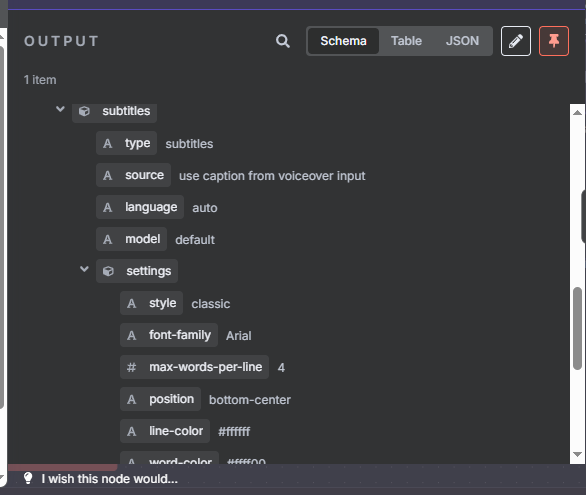 OUTPUT
Schema Table JSON
1 item
subtitles
A type subtitles
A source use caption from voiceover input
A language auto
A model default
settings
A style classic
A font-family Arial
# max-words-per-line 4
A position bottom-center
A line-color #ffffff
A word-color #ffff00
I wish this node would...